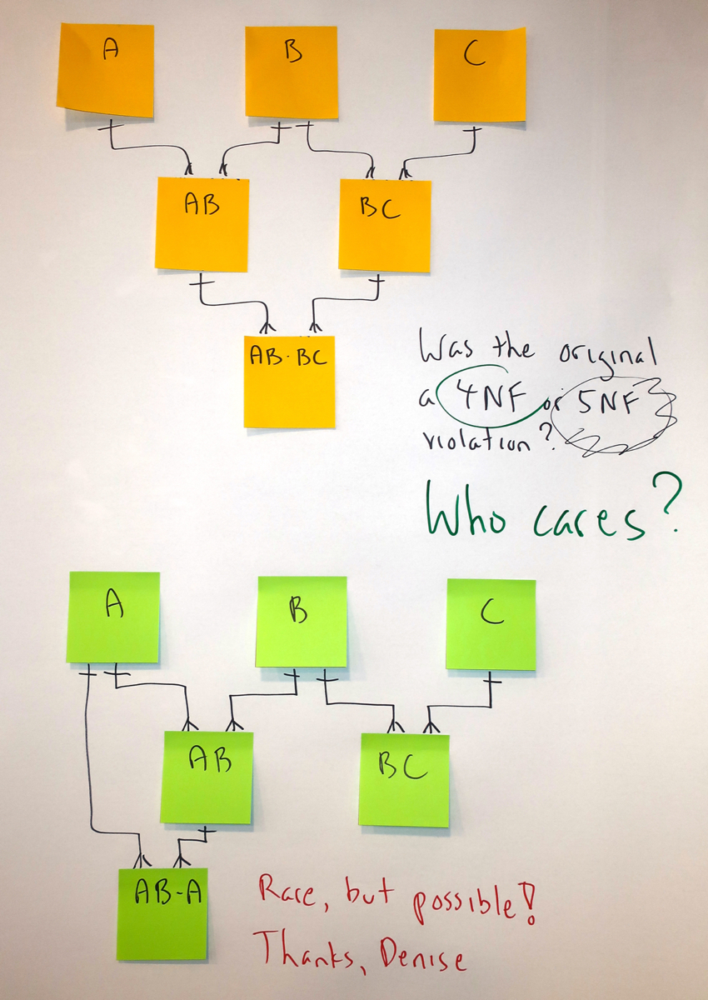 A
B
C
AB
BC
AB·BC
Was the original
a 4NF or 5NF
violation?
Who cares?
A
B
C
AB
BC
AB-A
Rare, but possible!
Thanks, Denise